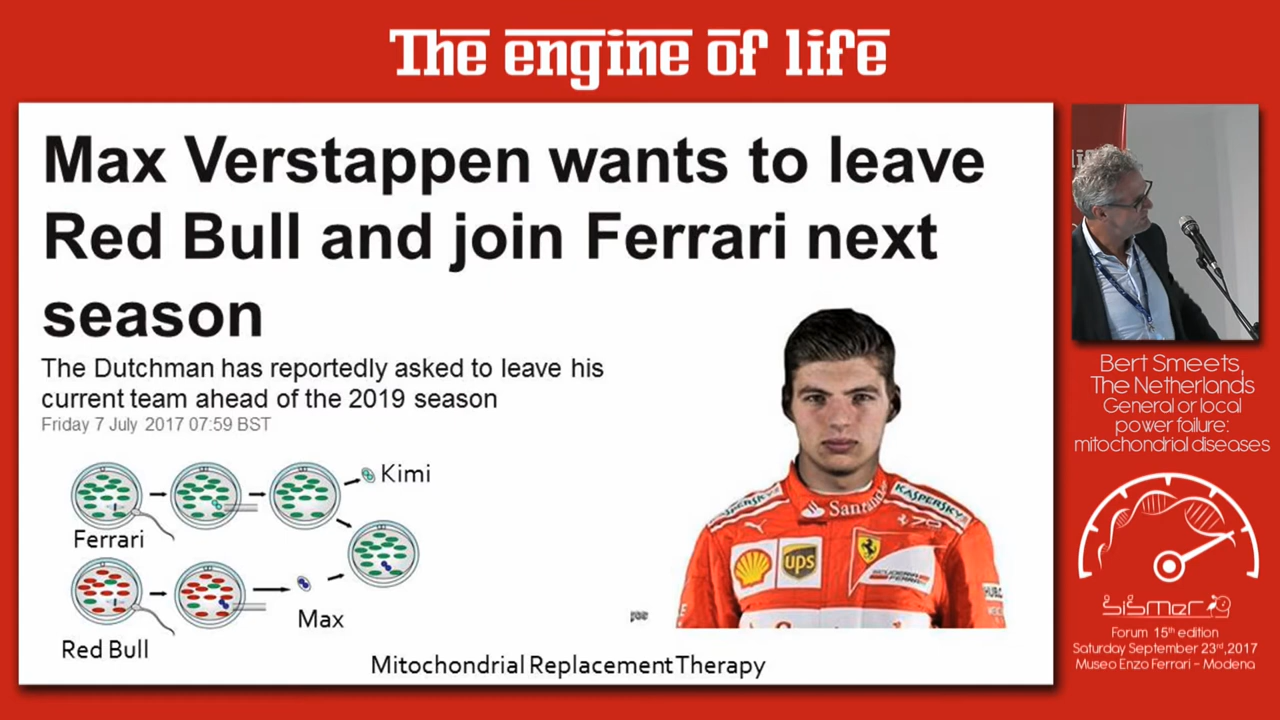 The engine of life
Max Verstappen wants to leave
Red Bull and join Ferrari next
season
The Dutchman has reportedly asked to leave his
current team ahead of the 2019 season
Friday 7 July 2017 07:59 BST
Kimi
Ferrari
Max
Red Bull
Mitochondrial Replacement Therapy
KASPERSKY
Santander
KASPERSKY
ups
SCUDERIA
FERRARI
Bert Smeets,
The Netherlands
General or local
power failure:
mitochondrial diseases
sismer
Forum 15th edition
Saturday September 23rd,2017
Museo Enzo Ferrari - Modena